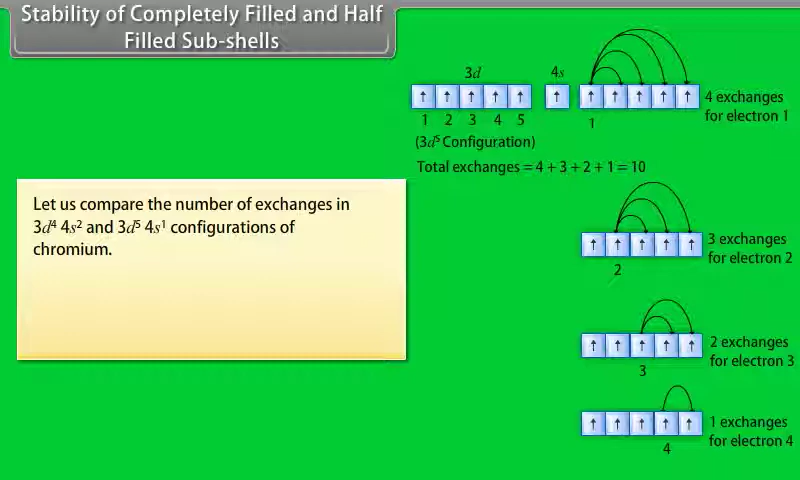 Stability of Completely Filled and Half
Filled Sub-shells
3d
4s
1 2 3 4 5
1
4 exchanges
for electron 1
(3d⁵ Configuration)
Total exchanges = 4 + 3 + 2 + 1 = 10
Let us compare the number of exchanges in
3d⁴ 4s² and 3d⁵ 4s¹ configurations of
chromium.
2
3 exchanges
for electron 2
3
2 exchanges
for electron 3
4
1 exchanges
for electron 4